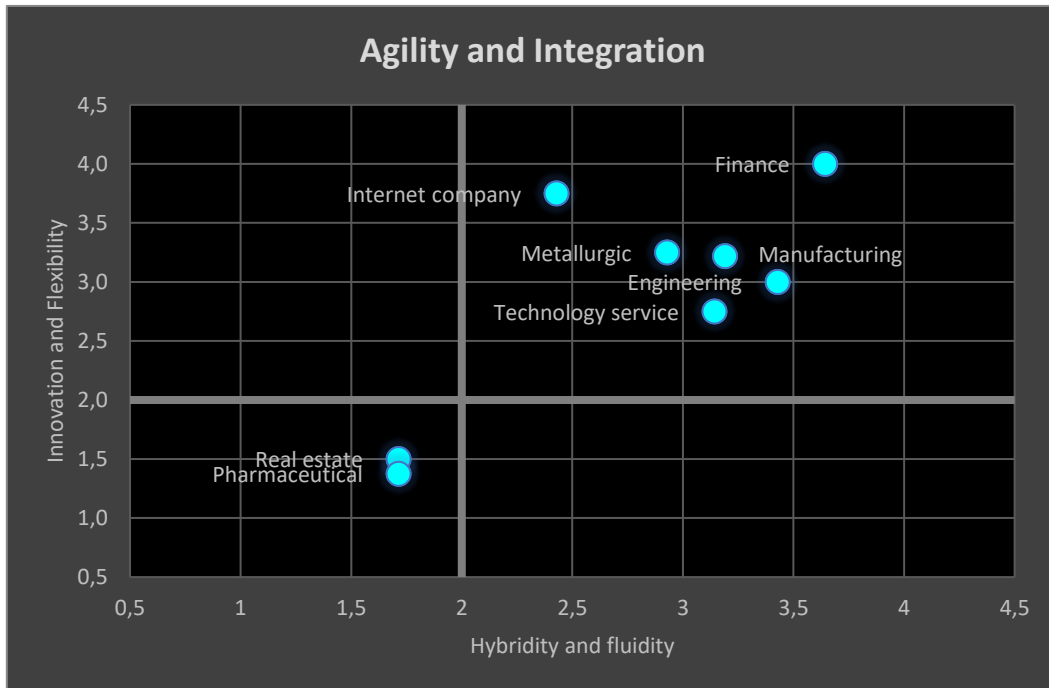 Agility and Integration
Innovation and Flexibility
4,5
4,0
3,5
3,0
2,5
2,0
1,5
1,0
0,5
Finance
Internet company
Metallurgic
Manufacturing
Engineering
Technology service
Real estate
Pharmaceutical
0,5 1 1,5 2 2,5 3 3,5 4 4,5
Hybridity and fluidity